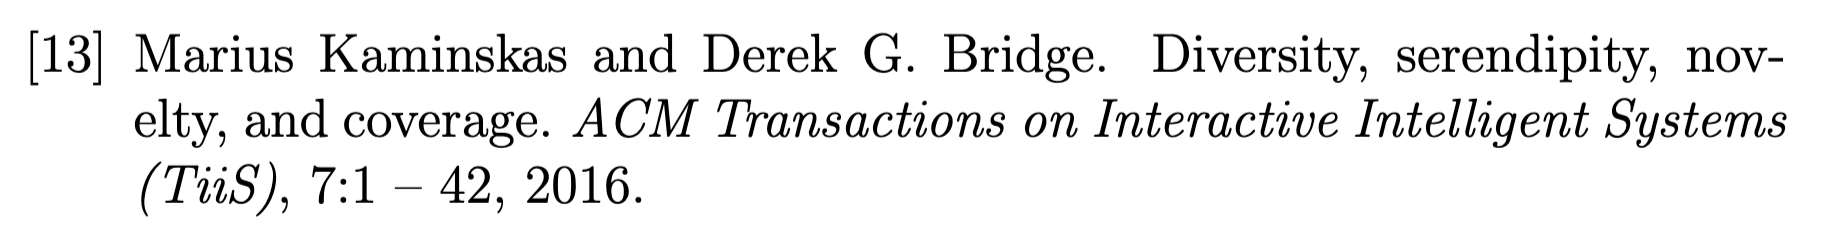 [13] Marius Kaminskas and Derek G. Bridge. Diversity, serendipity, nov-
elty, and coverage. ACM Transactions on Interactive Intelligent Systems
(TiiS), 7:1 – 42, 2016.